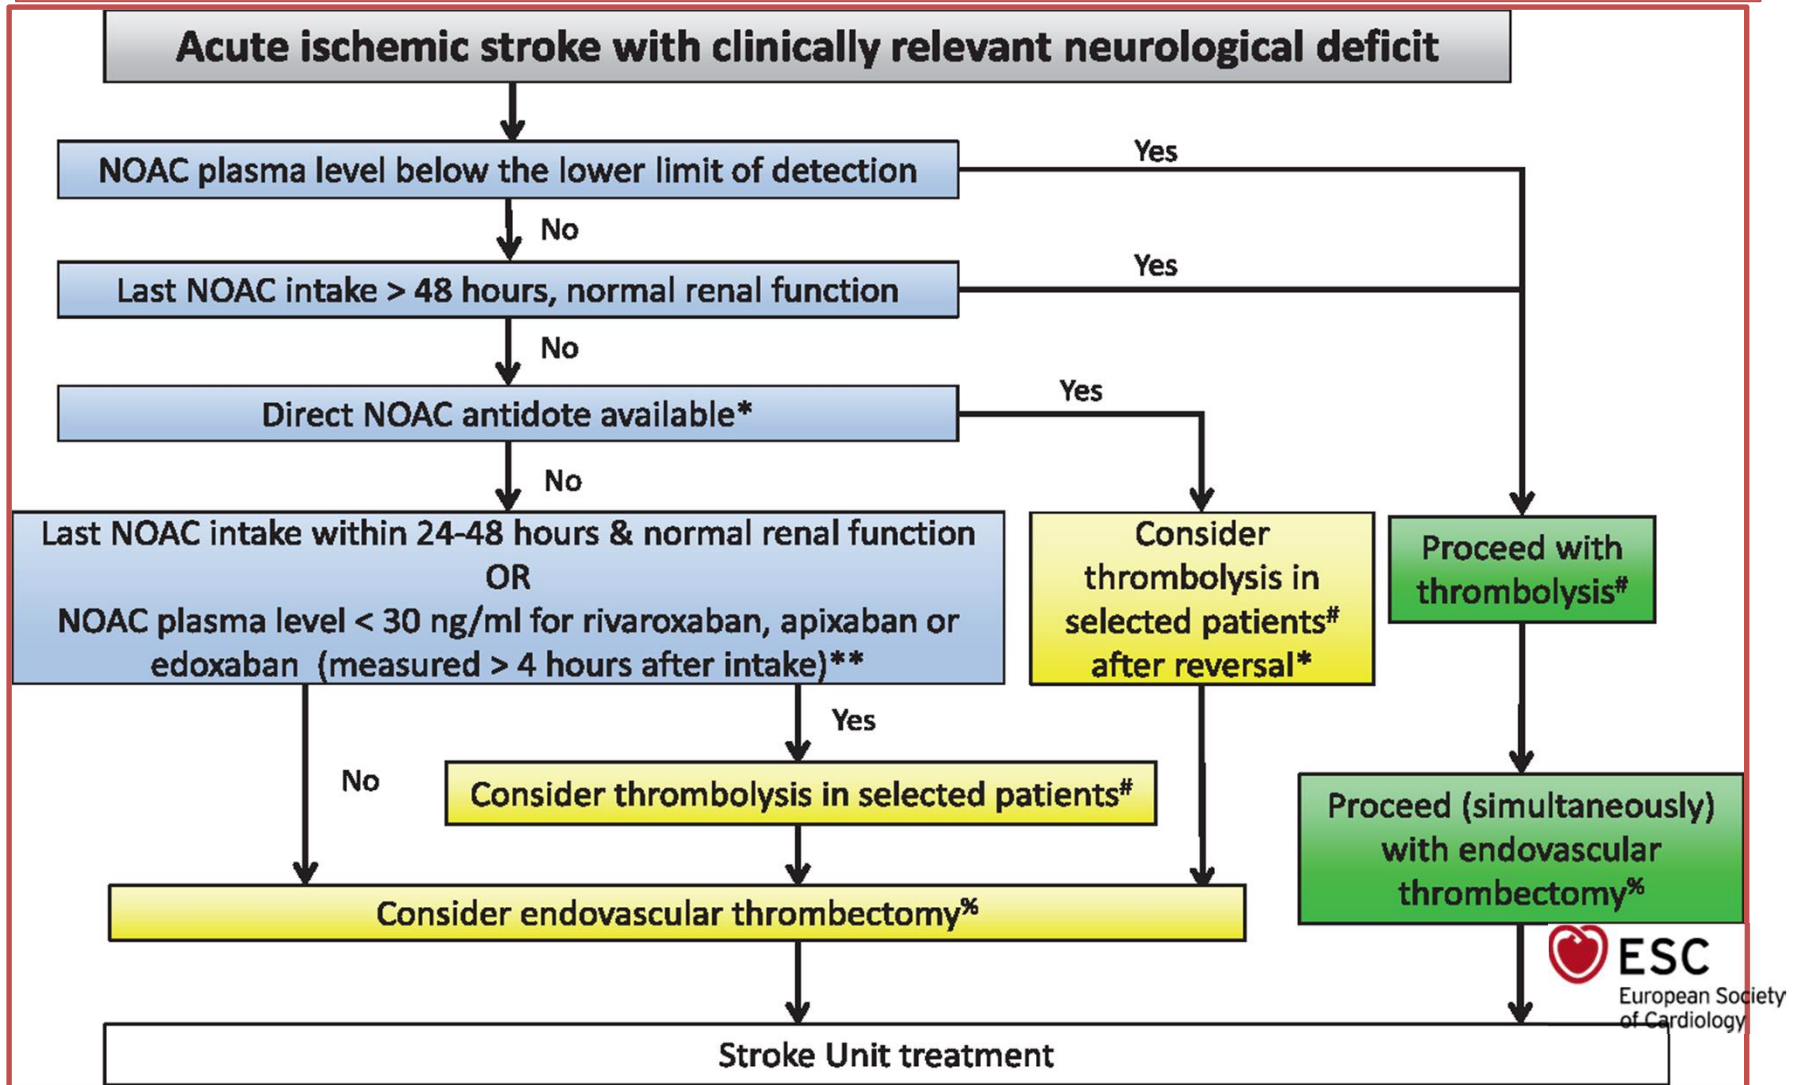 Acute ischemic stroke with clinically relevant neurological deficit
NOAC plasma level below the lower limit of detection
Yes
No
Last NOAC intake > 48 hours, normal renal function
Yes
No
Direct NOAC antidote available*
Yes
No
Last NOAC intake within 24-48 hours & normal renal function
OR
NOAC plasma level < 30 ng/ml for rivaroxaban, apixaban or
edoxaban (measured > 4 hours after intake)**
Consider
thrombolysis in
selected patients#
after reversal*
Proceed with
thrombolysis#
Yes
No
Consider thrombolysis in selected patients#
Proceed (simultaneously)
with endovascular
thrombectomy%
Consider endovascular thrombectomy%
ESC
European Society
of Cardiology
Stroke Unit treatment